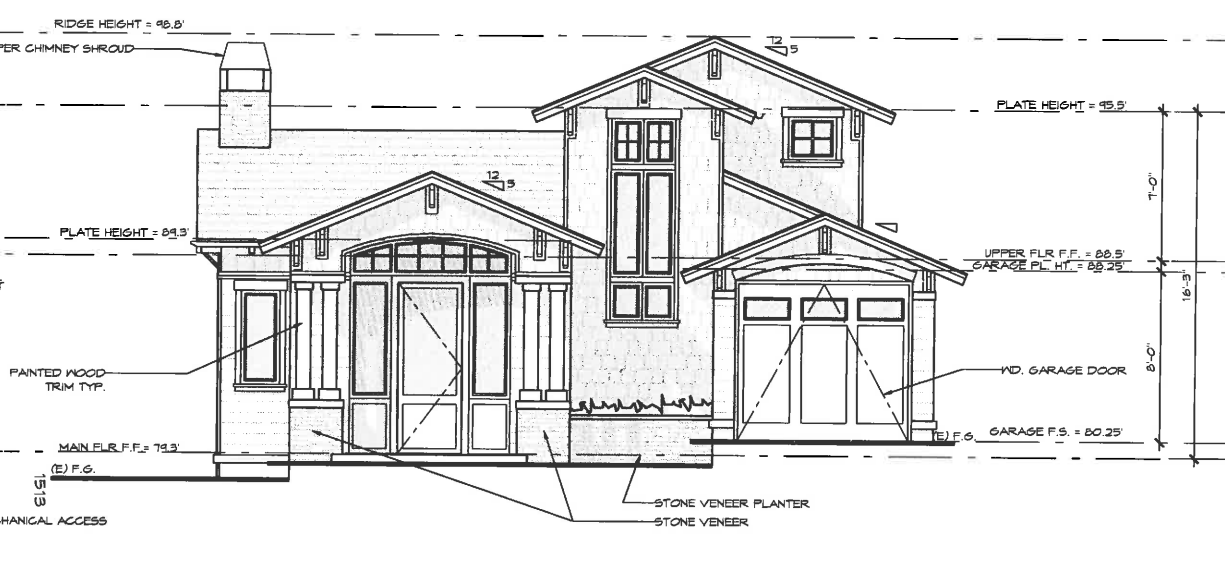 RIDGE HEIGHT = 98.8'
PER CHIMNEY SHROUD
12
5
PLATE HEIGHT = 95.5'
12
5
7'-0"
PLATE HEIGHT = 89.3'
UPPER FLR F.F. = 88.5'
GARAGE PL. HT. = 88.25'
16'-3"
8'-0"
PAINTED WOOD
TRIM TYP.
WD. GARAGE DOOR
(E) F.G.
GARAGE F.S. = 80.25'
MAIN FLR F.F.= 79.3'
(E) F.G.
1513
STONE VENEER PLANTER
CHANICAL ACCESS
STONE VENEER